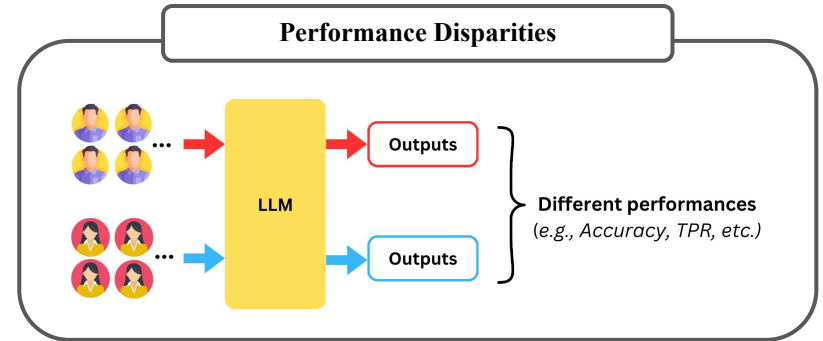 Performance Disparities
...
Outputs
LLM
Different performances
(e.g., Accuracy, TPR, etc.)
...
Outputs